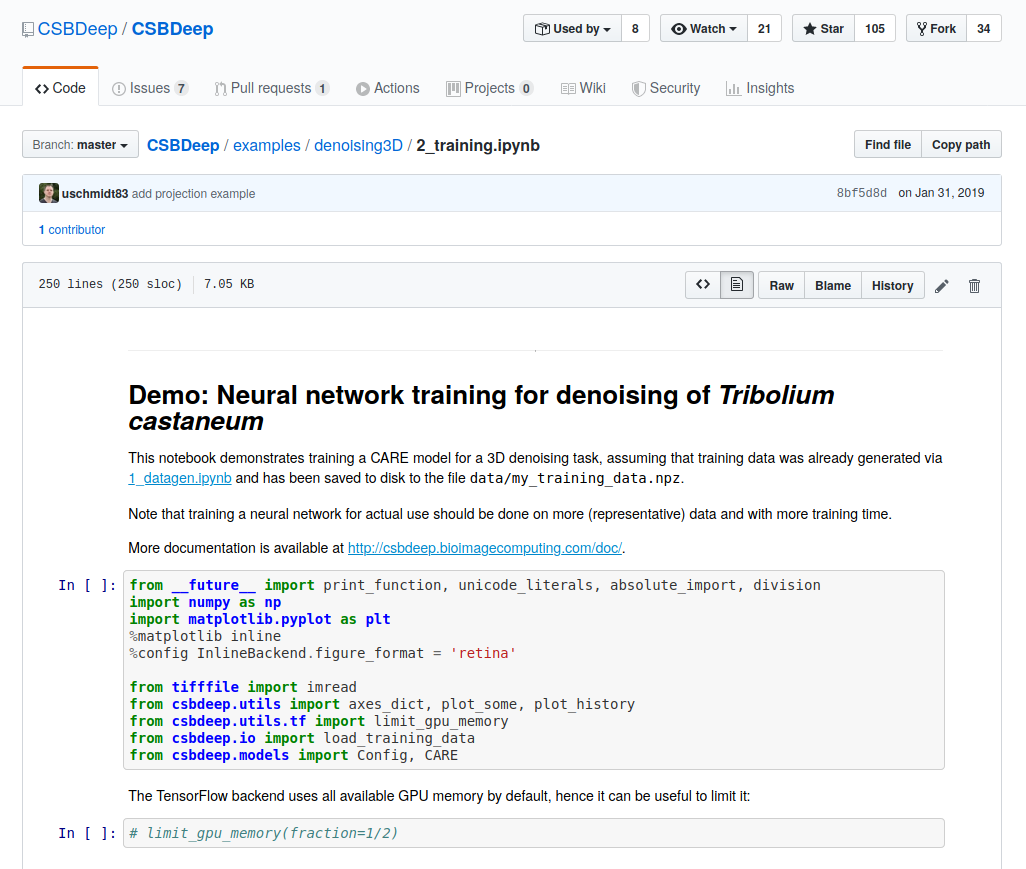 CSBDeep / CSBDeep
Used by 8 Watch 21 Star 105 Fork 34
Code Issues 7 Pull requests 1 Actions Projects 0 Wiki Security Insights
Branch: master CSBDeep / examples / denoising3D / 2_training.ipynb Find file Copy path
uschmidt83 add projection example 8bf5d8d on Jan 31, 2019
1 contributor
250 lines (250 sloc) 7.05 KB <> Raw Blame History
Demo: Neural network training for denoising of Tribolium
castaneum
This notebook demonstrates training a CARE model for a 3D denoising task, assuming that training data was already generated via
1_datagen.ipynb and has been saved to disk to the file data/my_training_data.npz.
Note that training a neural network for actual use should be done on more (representative) data and with more training time.
More documentation is available at http://csbdeep.bioimagecomputing.com/doc/.
In [ ]: from __future__ import print_function, unicode_literals, absolute_import, division
import numpy as np
import matplotlib.pyplot as plt
%matplotlib inline
%config InlineBackend.figure_format = 'retina'
from tifffile import imread
from csbdeep.utils import axes_dict, plot_some, plot_history
from csbdeep.utils.tf import limit_gpu_memory
from csbdeep.io import load_training_data
from csbdeep.models import Config, CARE
The TensorFlow backend uses all available GPU memory by default, hence it can be useful to limit it:
In [ ]: # limit_gpu_memory(fraction=1/2)